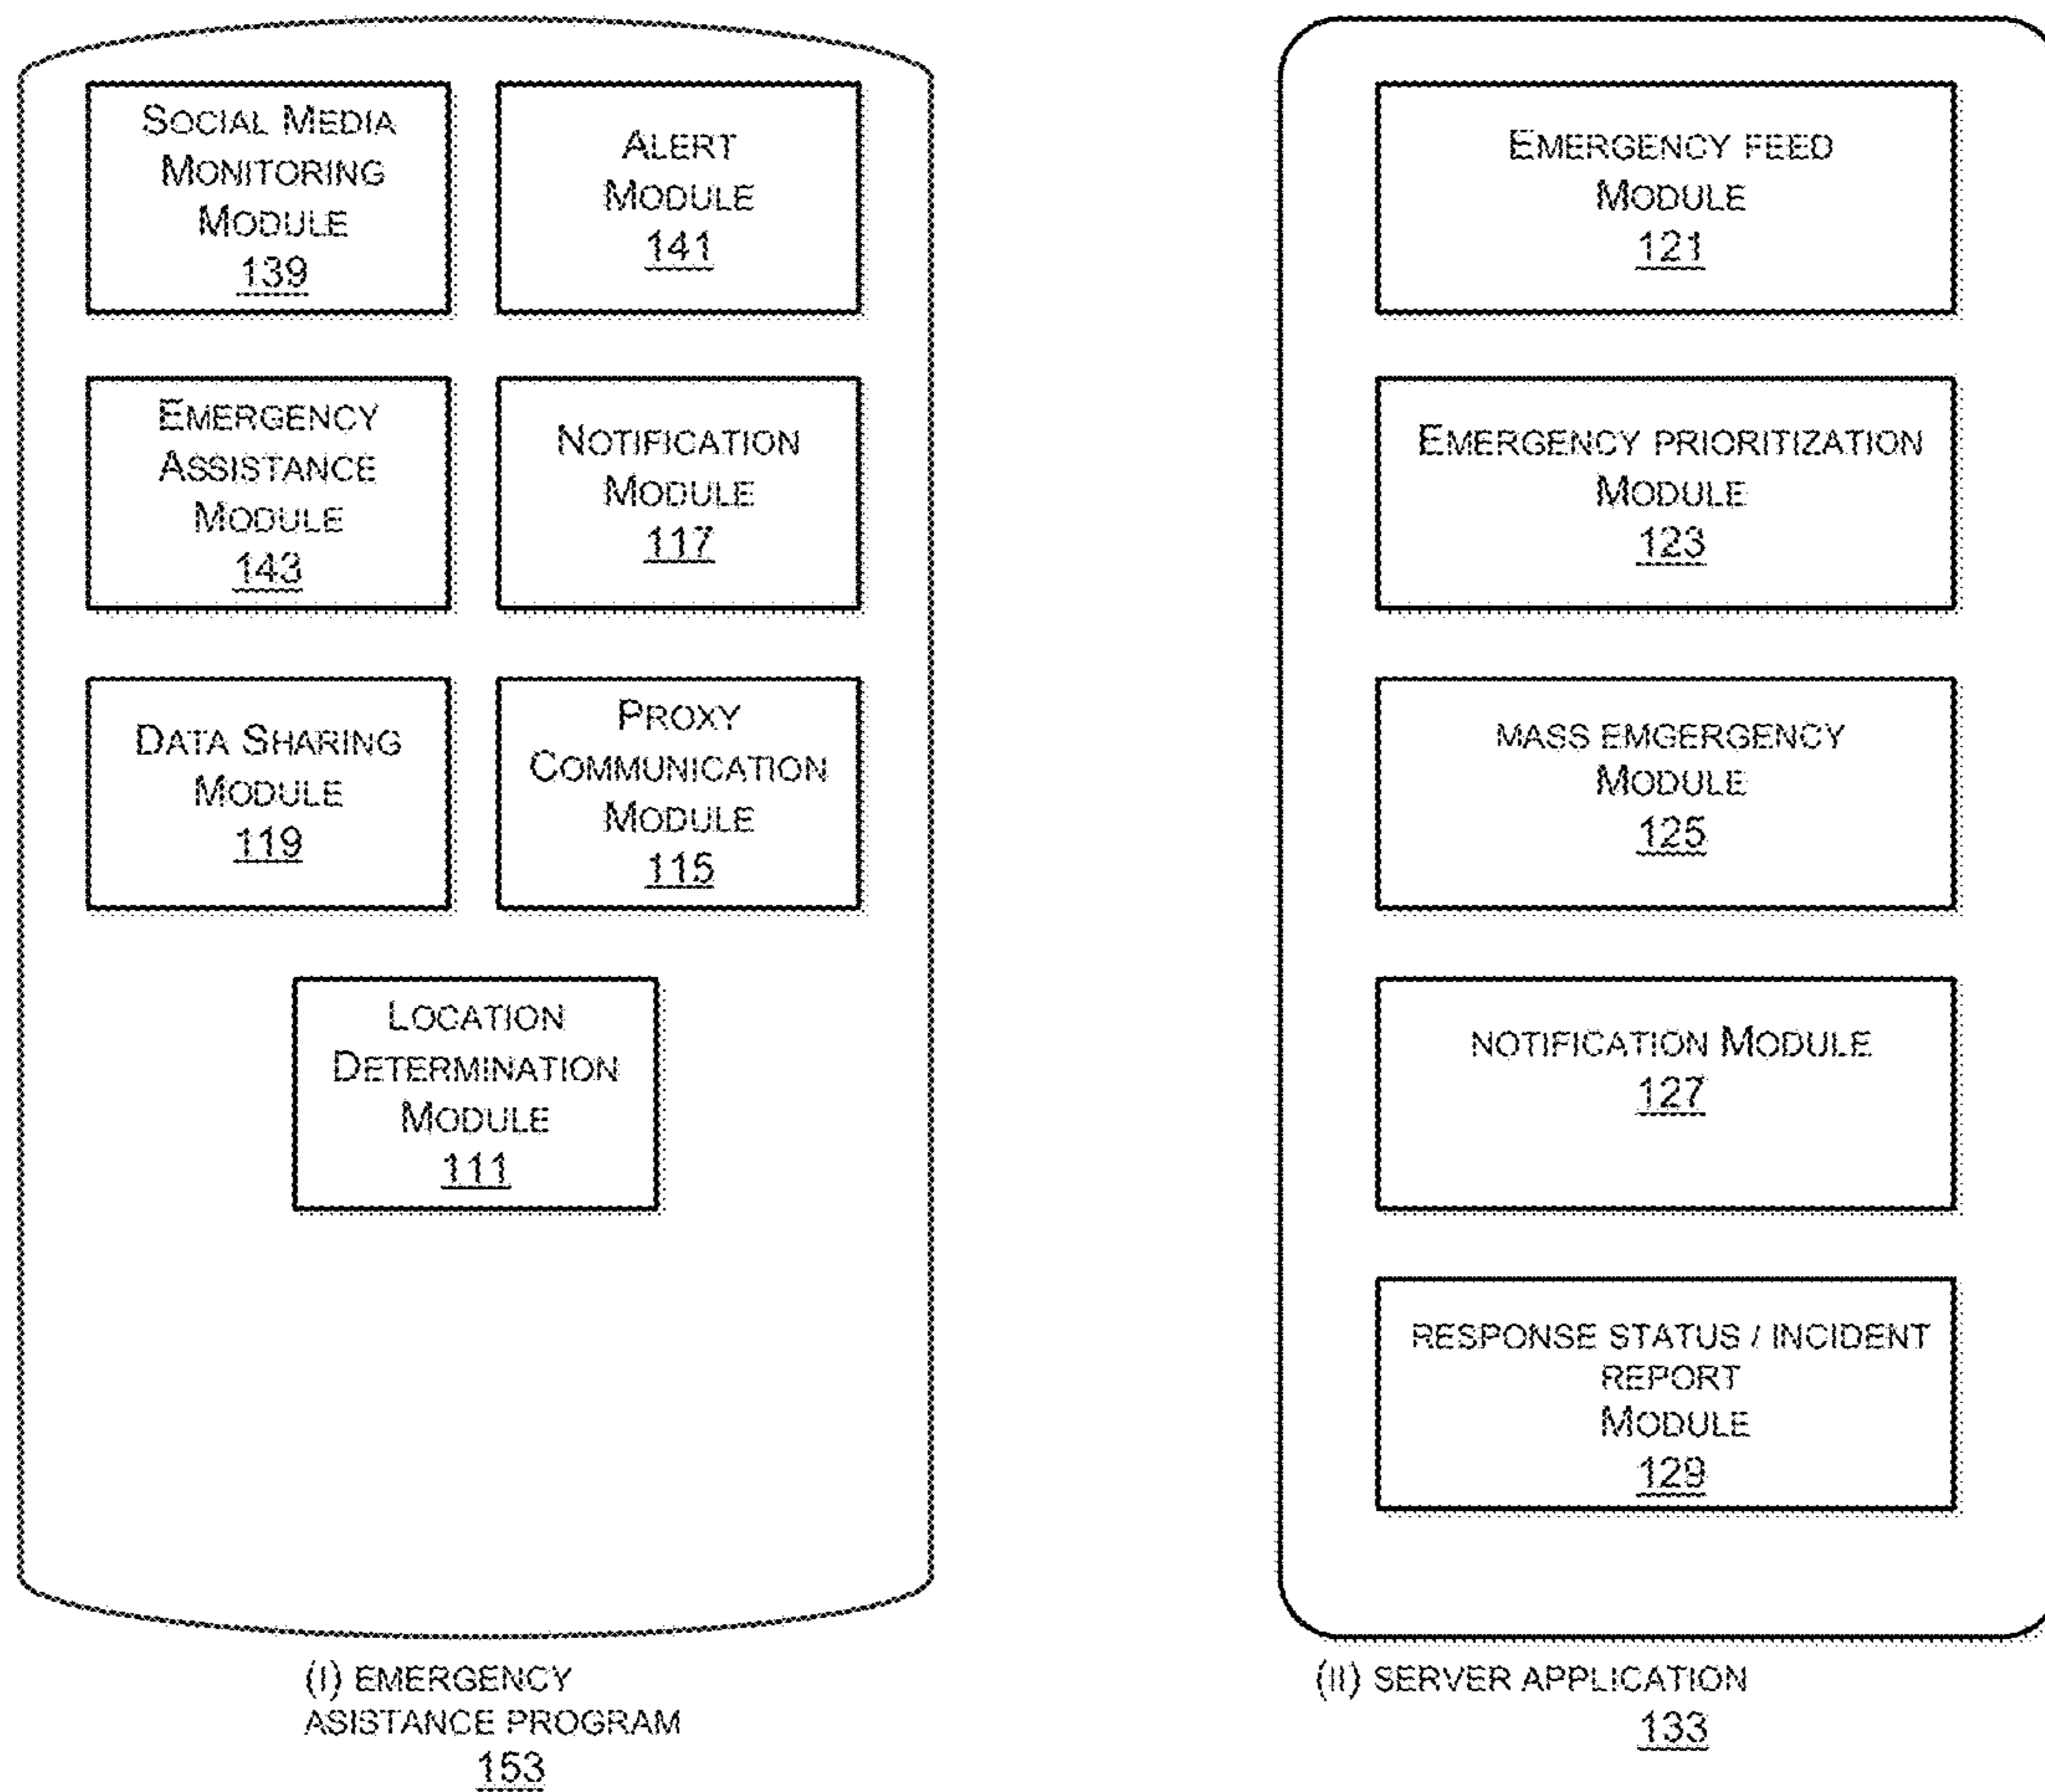 SOCIAL MEDIA
MONITORING
MODULE
139
ALERT
MODULE
141
EMERGENCY
ASSISTANCE
MODULE
143
NOTIFICATION
MODULE
117
DATA SHARING
MODULE
119
PROXY
COMMUNICATION
MODULE
115
LOCATION
DETERMINATION
MODULE
111
(I) EMERGENCY
ASISTANCE PROGRAM
153
EMERGENCY FEED
MODULE
121
EMERGENCY PRIORITIZATION
MODULE
123
MASS EMGERGENCY
MODULE
125
NOTIFICATION MODULE
127
RESPONSE STATUS / INCIDENT
REPORT
MODULE
129
(II) SERVER APPLICATION
133